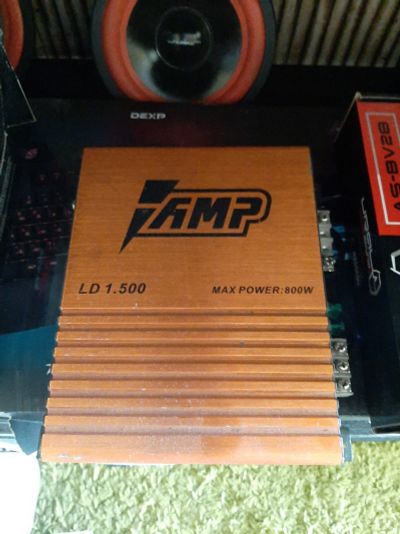 DEXP
AMP
LD 1.500
MAX POWER:800W
AS-BV28